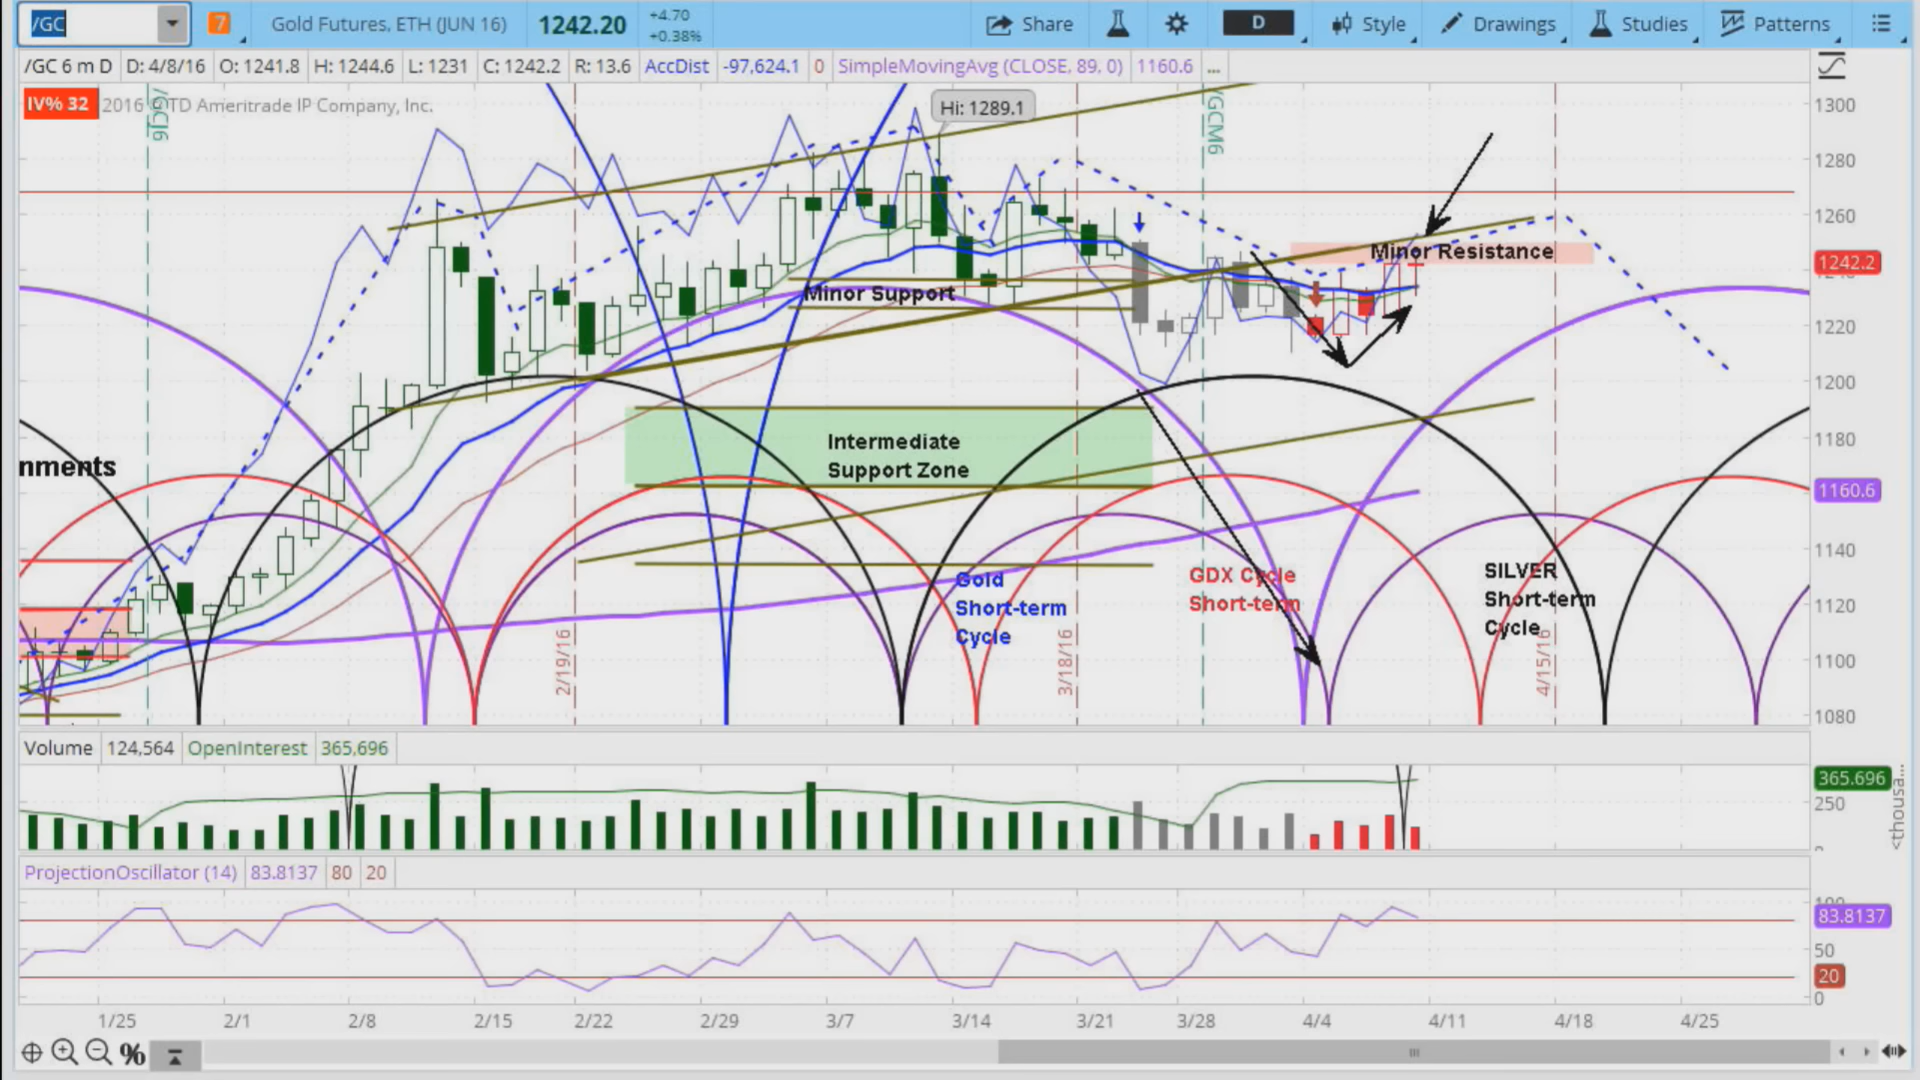 /GC 7 Gold Futures, ETH (JUN 16) 1242.20 +4.70 +0.38% Share D Style Drawings Studies Patterns
/GC 6 m D D: 4/8/16 O: 1241.8 H: 1244.6 L: 1231 C: 1242.2 R: 13.6 AccDist -97,624.1 0 SimpleMovingAvg (CLOSE, 89, 0) 1160.6 ...
IV% 32 2016 © TD Ameritrade IP Company, Inc.
/GCJ6
/GCM6
Hi: 1289.1
1300
1280
1260
Minor Resistance
1242.2
Minor Support
1220
1200
Intermediate
Support Zone
1180
nments
1160.6
1140
Gold
Short-term
Cycle
GDX Cycle
Short-term
SILVER
Short-term
Cycle
1120
1100
1080
2/19/16
3/18/16
4/15/16
Volume 124,564 OpenInterest 365,696
365.696
250
<thousa...
ProjectionOscillator (14) 83.8137 80 20
83.8137
50
20
0
1/25 2/1 2/8 2/15 2/22 2/29 3/7 3/14 3/21 3/28 4/4 4/11 4/18 4/25
%